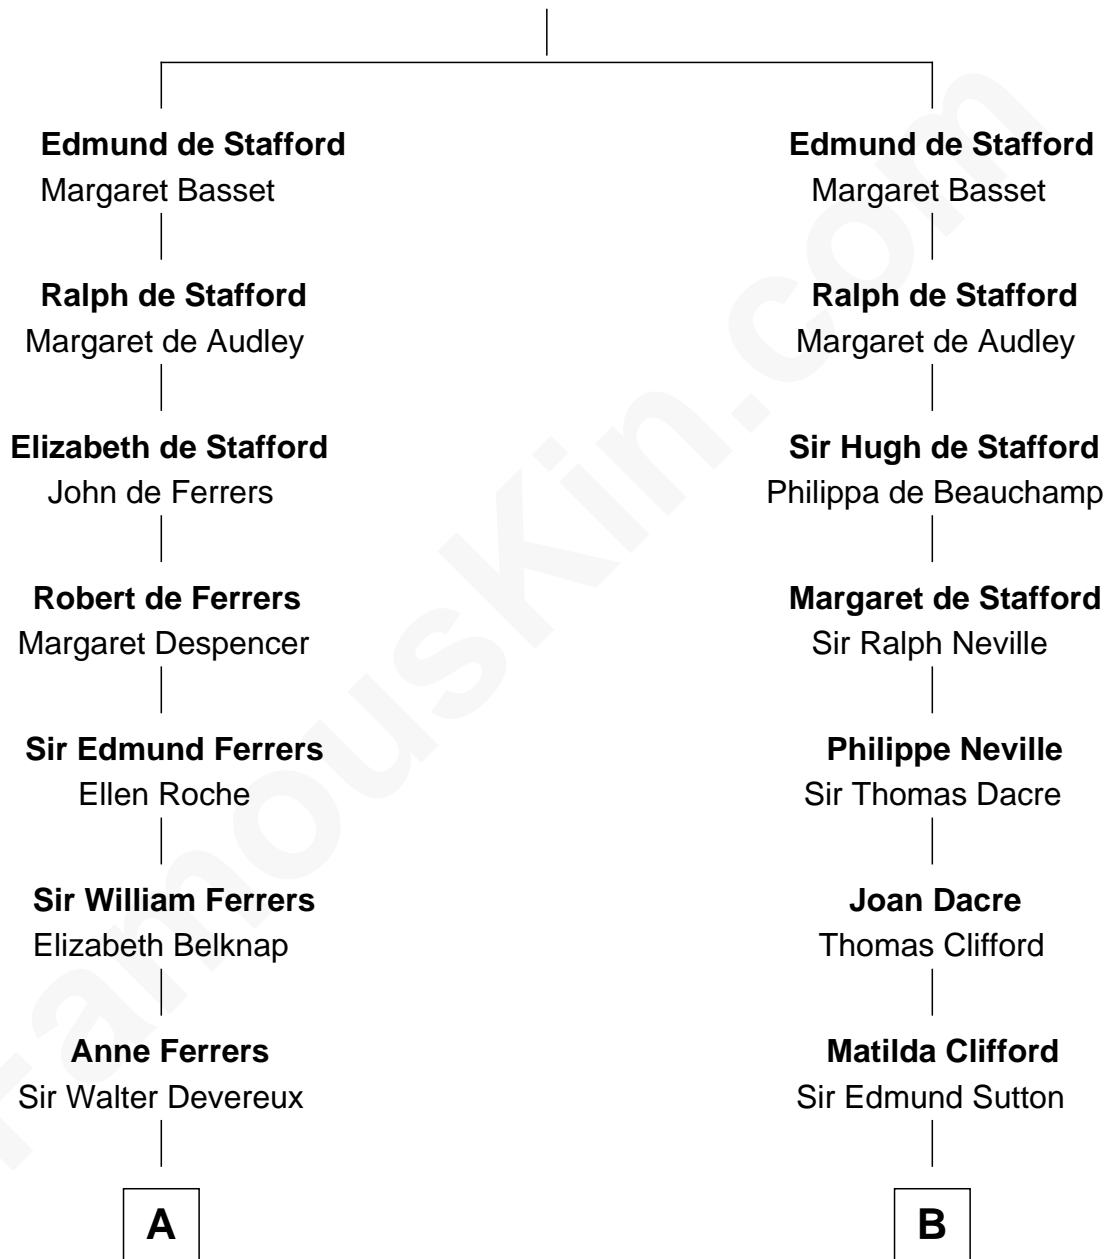 Edmund de Stafford
Margaret Basset
Ralph de Stafford
Margaret de Audley
Elizabeth de Stafford
John de Ferrers
Robert de Ferrers
Margaret Despencer
Sir Edmund Ferrers
Ellen Roche
Sir William Ferrers
Elizabeth Belknap
Anne Ferrers
Sir Walter Devereux
A
Edmund de Stafford
Margaret Basset
Ralph de Stafford
Margaret de Audley
Sir Hugh de Stafford
Philippa de Beauchamp
Margaret de Stafford
Sir Ralph Neville
Philippe Neville
Sir Thomas Dacre
Joan Dacre
Thomas Clifford
Matilda Clifford
Sir Edmund Sutton
B
FamousKin.com